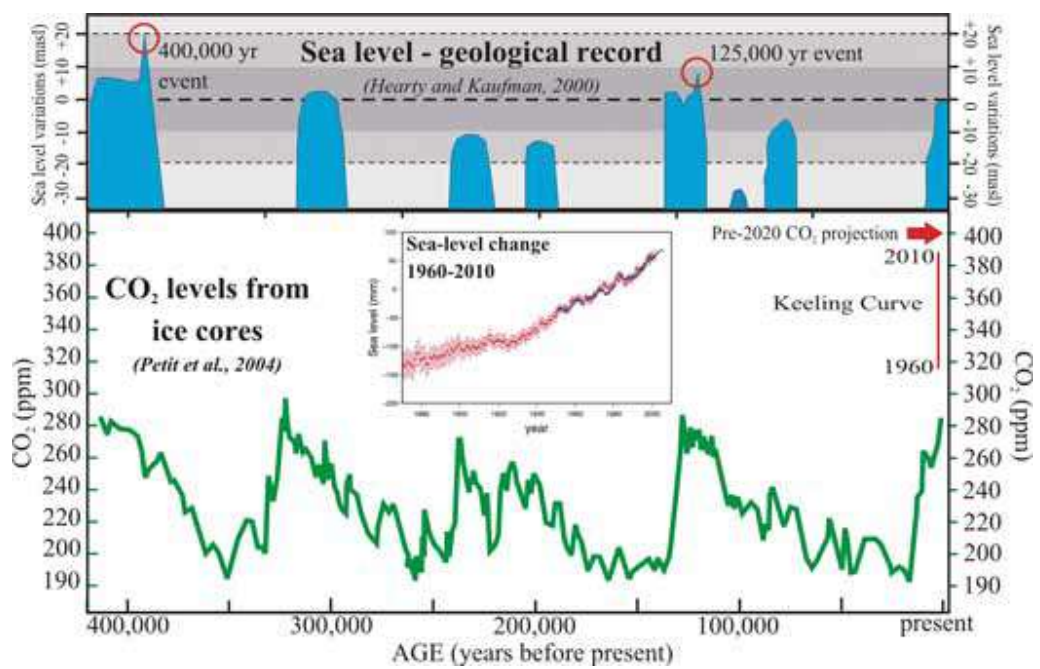 Sea level variations (masl)
+20
+10
0
-10
-20
-30
400,000 yr
event
Sea level - geological record
(Hearty and Kaufman, 2000)
125,000 yr event
+20
+10
0
-10
-20
-30
Sea level variations (masl)
CO₂ (ppm)
400
380
360
340
320
300
280
260
240
220
200
190
CO₂ levels from
ice cores
(Petit et al., 2004)
Sea-level change
1960-2010
Sea level (mm)
year
Pre-2020 CO₂ projection
2010
Keeling Curve
1960
400
380
360
340
320
300
280
260
240
220
200
190
CO₂ (ppm)
400,000
300,000
200,000
100,000
present
AGE (years before present)